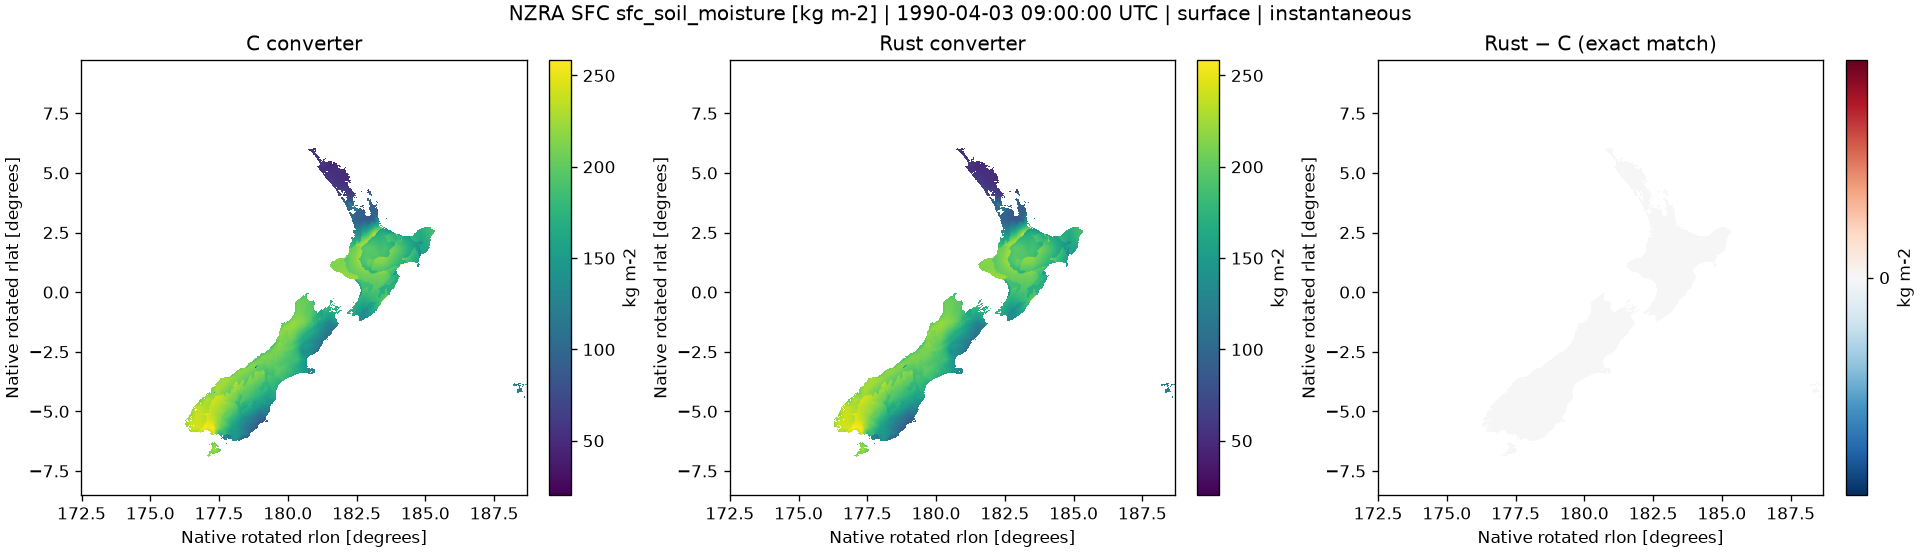 NZRA SFC sfc_soil_moisture [kg m-2] | 1990-04-03 09:00:00 UTC | surface | instantaneous
C converter
Rust converter
Rust − C (exact match)
7.5
5.0
2.5
0.0
−2.5
−5.0
−7.5
Native rotated rlat [degrees]
172.5 175.0 177.5 180.0 182.5 185.0 187.5
Native rotated rlon [degrees]
250
200
150
100
50
kg m-2
7.5
5.0
2.5
0.0
−2.5
−5.0
−7.5
Native rotated rlat [degrees]
172.5 175.0 177.5 180.0 182.5 185.0 187.5
Native rotated rlon [degrees]
250
200
150
100
50
kg m-2
7.5
5.0
2.5
0.0
−2.5
−5.0
−7.5
Native rotated rlat [degrees]
172.5 175.0 177.5 180.0 182.5 185.0 187.5
Native rotated rlon [degrees]
0
kg m-2